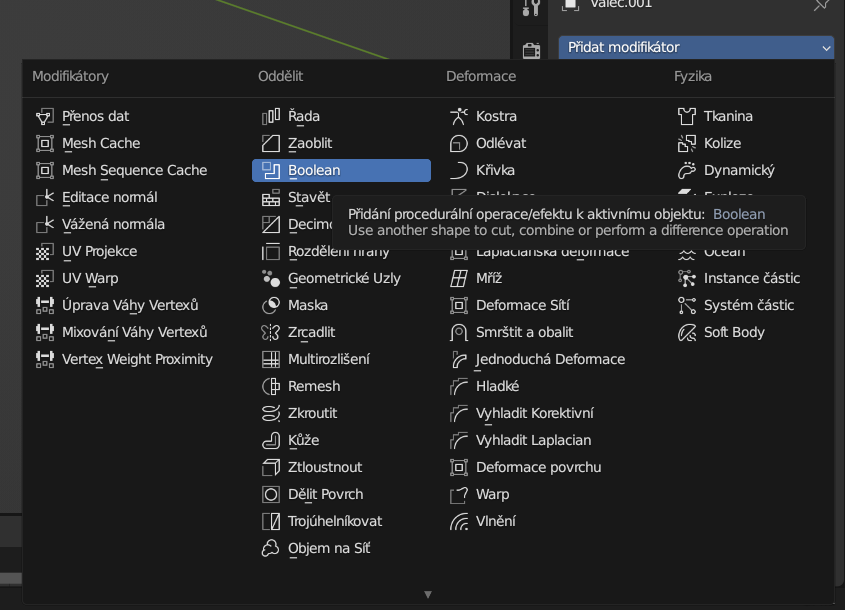 Valec.001
Přidat modifikátor
Modifikátory
Přenos dat
Mesh Cache
Mesh Sequence Cache
Editace normál
Vážená normála
UV Projekce
UV Warp
Úprava Váhy Vertexů
Mixování Váhy Vertexů
Vertex Weight Proximity
Oddělit
Řada
Zaoblit
Boolean
Stavět
Decim
Rozdělení hrany
Geometrické Uzly
Maska
Zrcadlit
Multirozlišení
Remesh
Zkroutit
Kůže
Ztloustnout
Dělit Povrch
Trojúhelníkovat
Objem na Síť
Deformace
Kostra
Odlévat
Křivka
Přidání procedurální operace/efektu k aktivnímu objektu: Boolean
Use another shape to cut, combine or perform a difference operation
Laplaciánská deformace
Mříž
Deformace Sítí
Smrštit a obalit
Jednoduchá Deformace
Hladké
Vyhladit Korektivní
Vyhladit Laplacian
Deformace povrchu
Warp
Vlnění
Fyzika
Tkanina
Kolize
Dynamický
Oceán
Instance částic
Systém částic
Soft Body